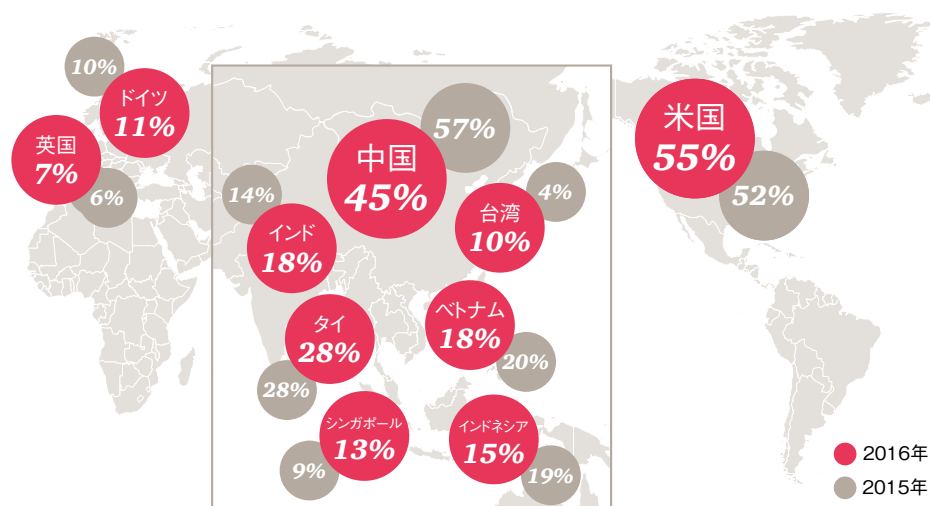 10%
ドイツ
11%
英国
7%
6%
57%
中国
45%
14%
インド
18%
4%
台湾
10%
タイ
28%
28%
ベトナム
18%
20%
シンガポール
13%
9%
インドネシア
15%
19%
米国
55%
52%
2016年
2015年